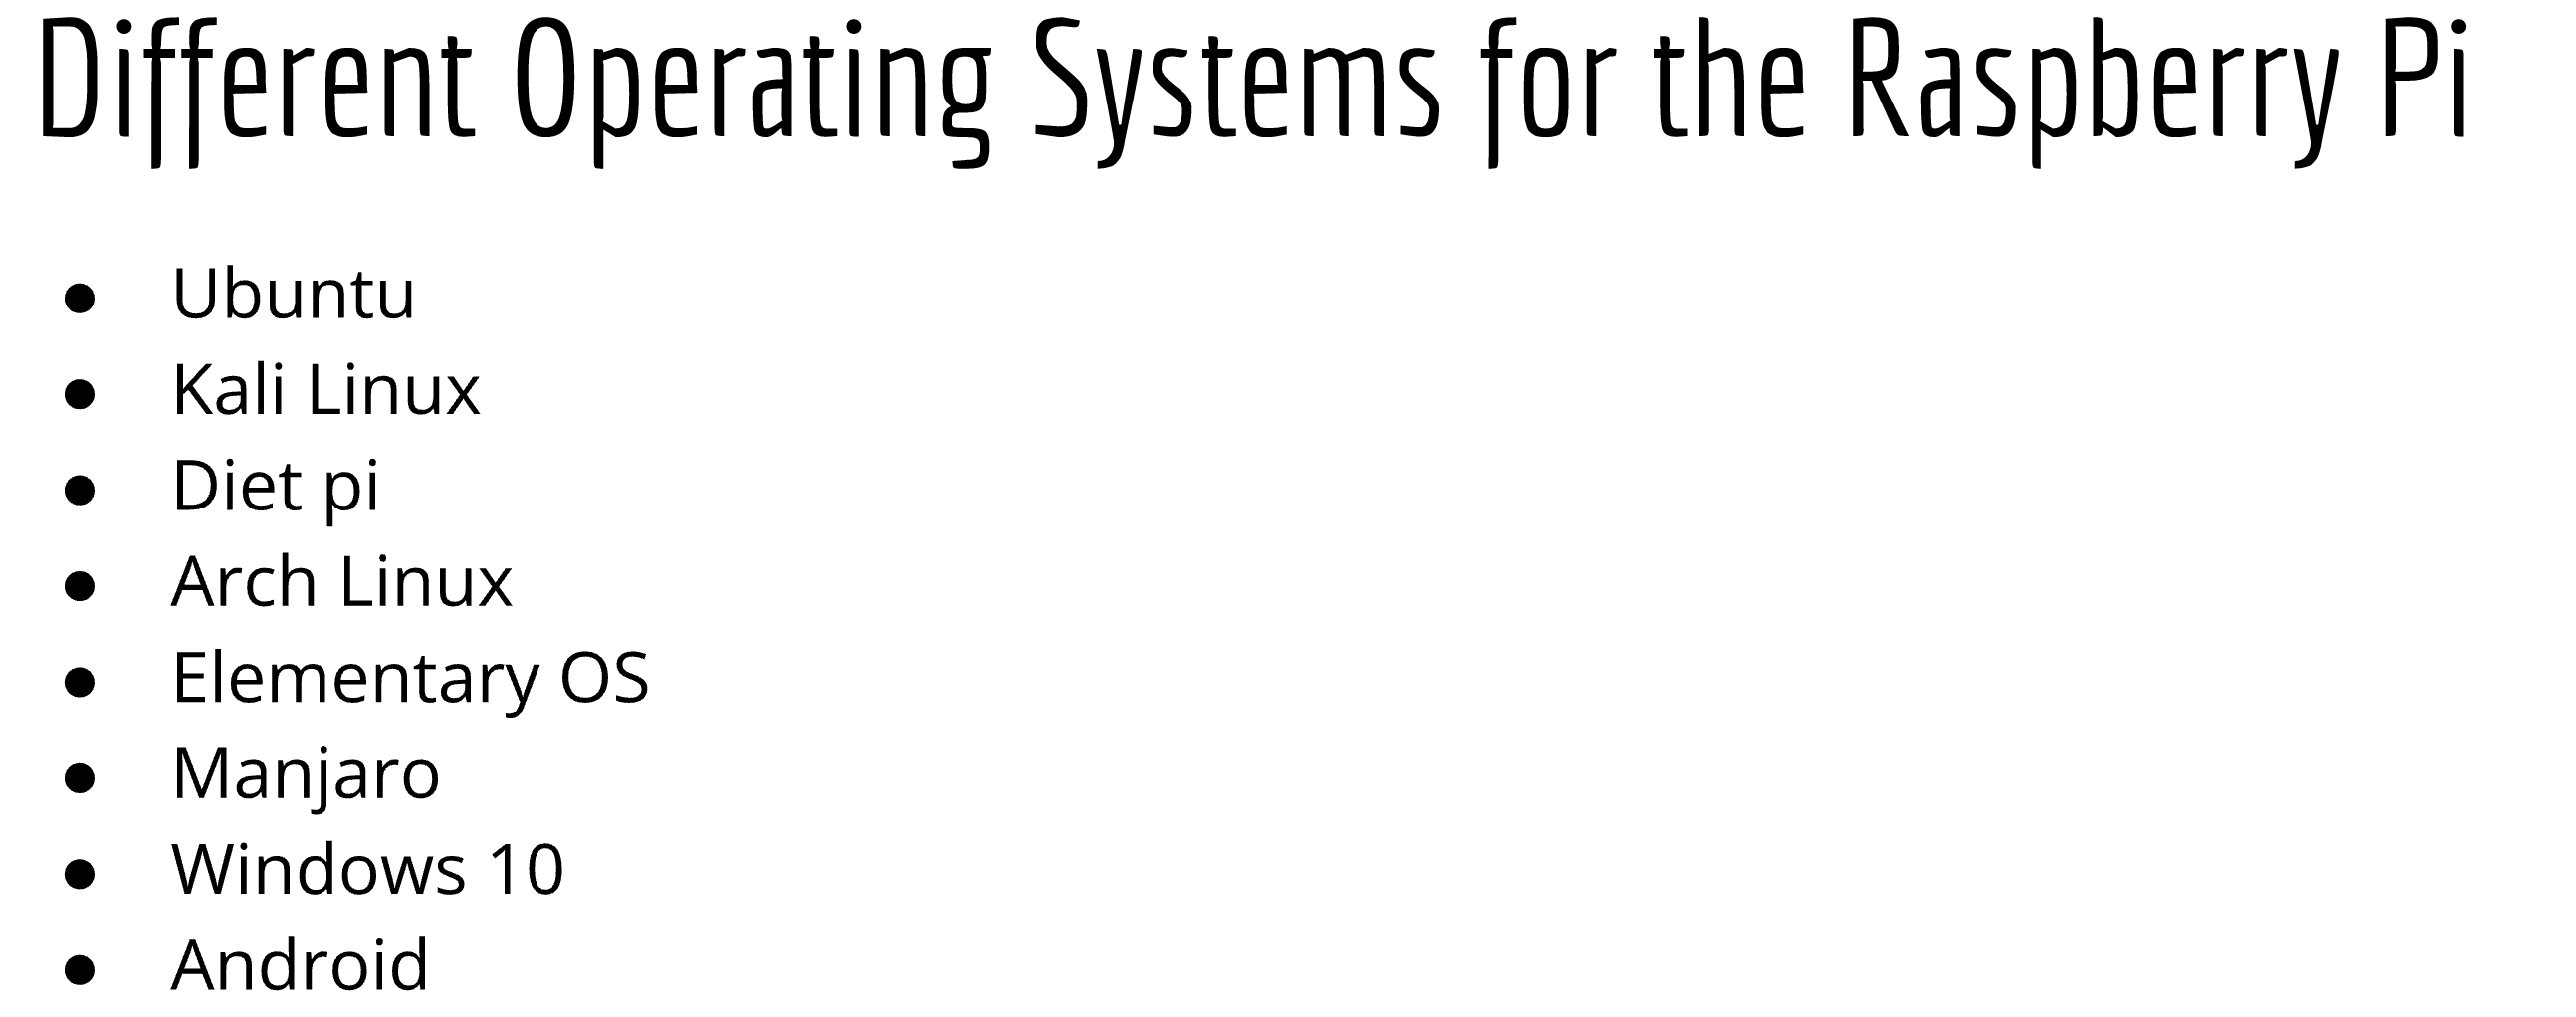 Different Operating Systems for the Raspberry Pi
● Ubuntu
● Kali Linux
● Diet pi
● Arch Linux
● Elementary OS
● Manjaro
● Windows 10
● Android